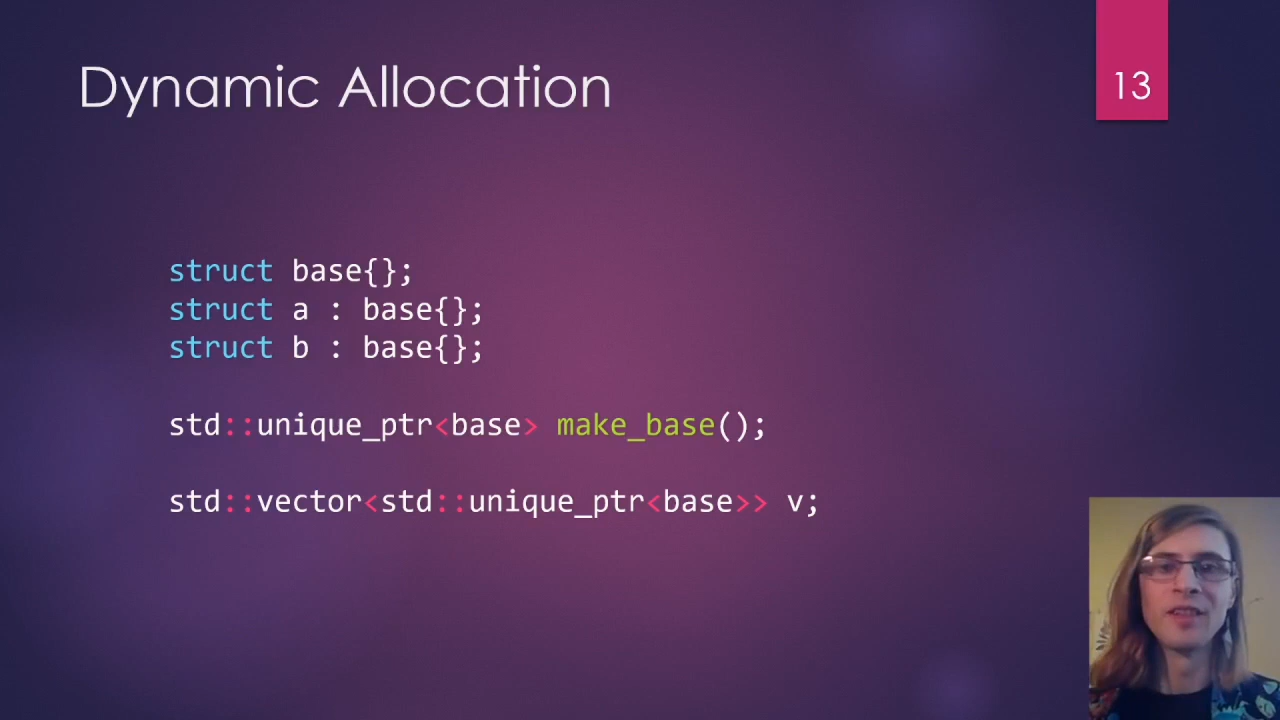 Dynamic Allocation
13
struct base{};
struct a : base{};
struct b : base{};
std::unique_ptr<base> make_base();
std::vector<std::unique_ptr<base>> v;